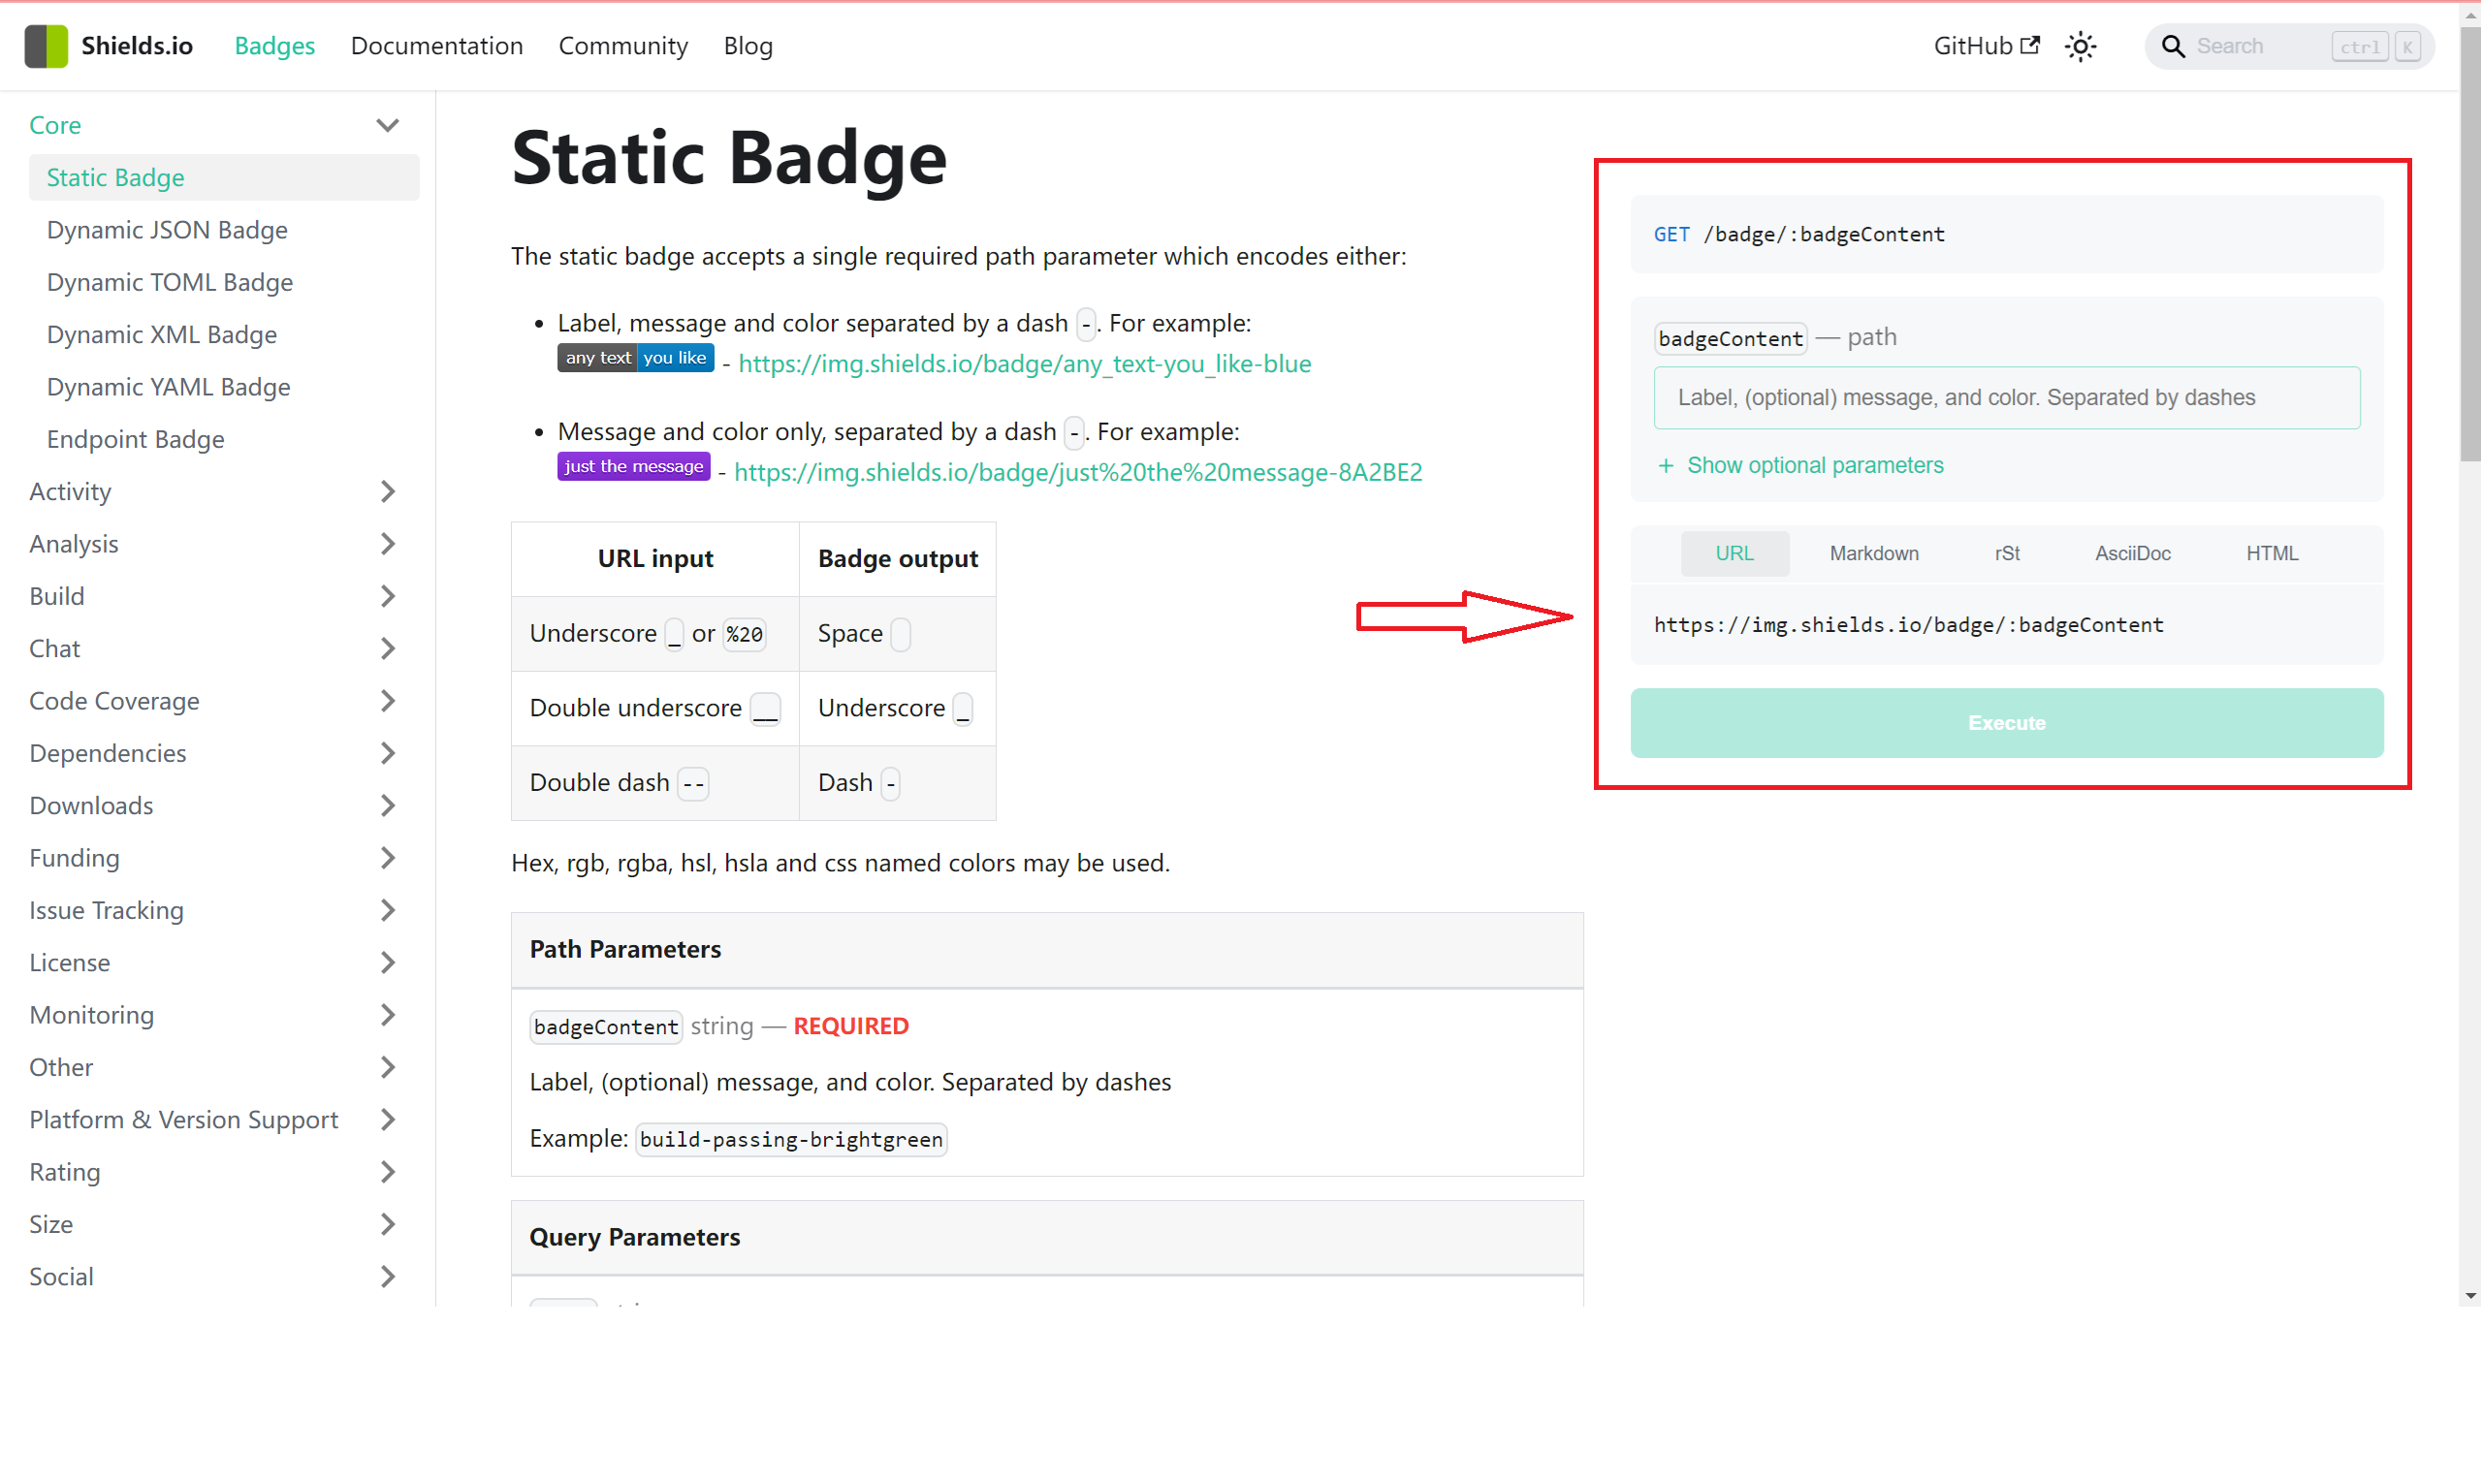 Shields.io Badges Documentation Community Blog GitHub Search ctrl K
Core
Static Badge
Dynamic JSON Badge
Dynamic TOML Badge
Dynamic XML Badge
Dynamic YAML Badge
Endpoint Badge
Activity
Analysis
Build
Chat
Code Coverage
Dependencies
Downloads
Funding
Issue Tracking
License
Monitoring
Other
Platform & Version Support
Rating
Size
Social
Static Badge
The static badge accepts a single required path parameter which encodes either:
• Label, message and color separated by a dash -. For example:
any text you like - https://img.shields.io/badge/any_text-you_like-blue
• Message and color only, separated by a dash -. For example:
just the message - https://img.shields.io/badge/just%20the%20message-8A2BE2
URL input Badge output
Underscore _ or %20 Space
Double underscore __ Underscore _
Double dash -- Dash -
Hex, rgb, rgba, hsl, hsla and css named colors may be used.
Path Parameters
badgeContent string — REQUIRED
Label, (optional) message, and color. Separated by dashes
Example: build-passing-brightgreen
Query Parameters
GET /badge/:badgeContent
badgeContent — path
Label, (optional) message, and color. Separated by dashes
+ Show optional parameters
URL Markdown rSt AsciiDoc HTML
https://img.shields.io/badge/:badgeContent
Execute